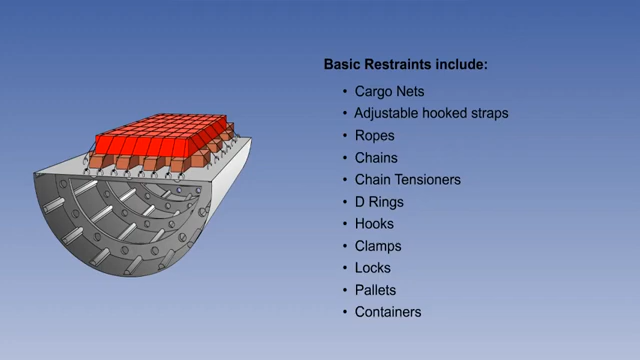 Basic Restraints include:
• Cargo Nets
• Adjustable hooked straps
• Ropes
• Chains
• Chain Tensioners
• D Rings
• Hooks
• Clamps
• Locks
• Pallets
• Containers